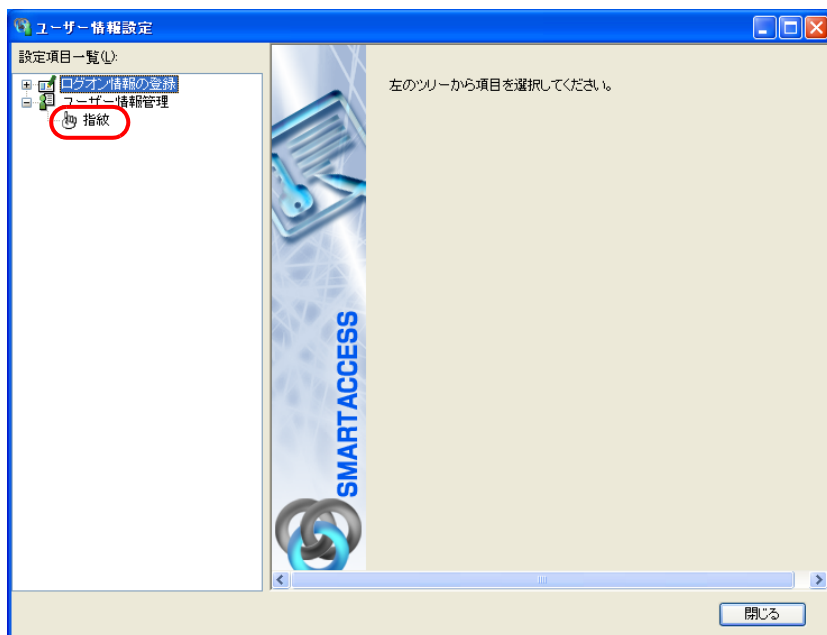 ユーザー情報設定
設定項目一覧(L):
ログオン情報の登録
ユーザー情報管理
指紋
左のツリーから項目を選択してください。
SMARTACCESS
閉じる